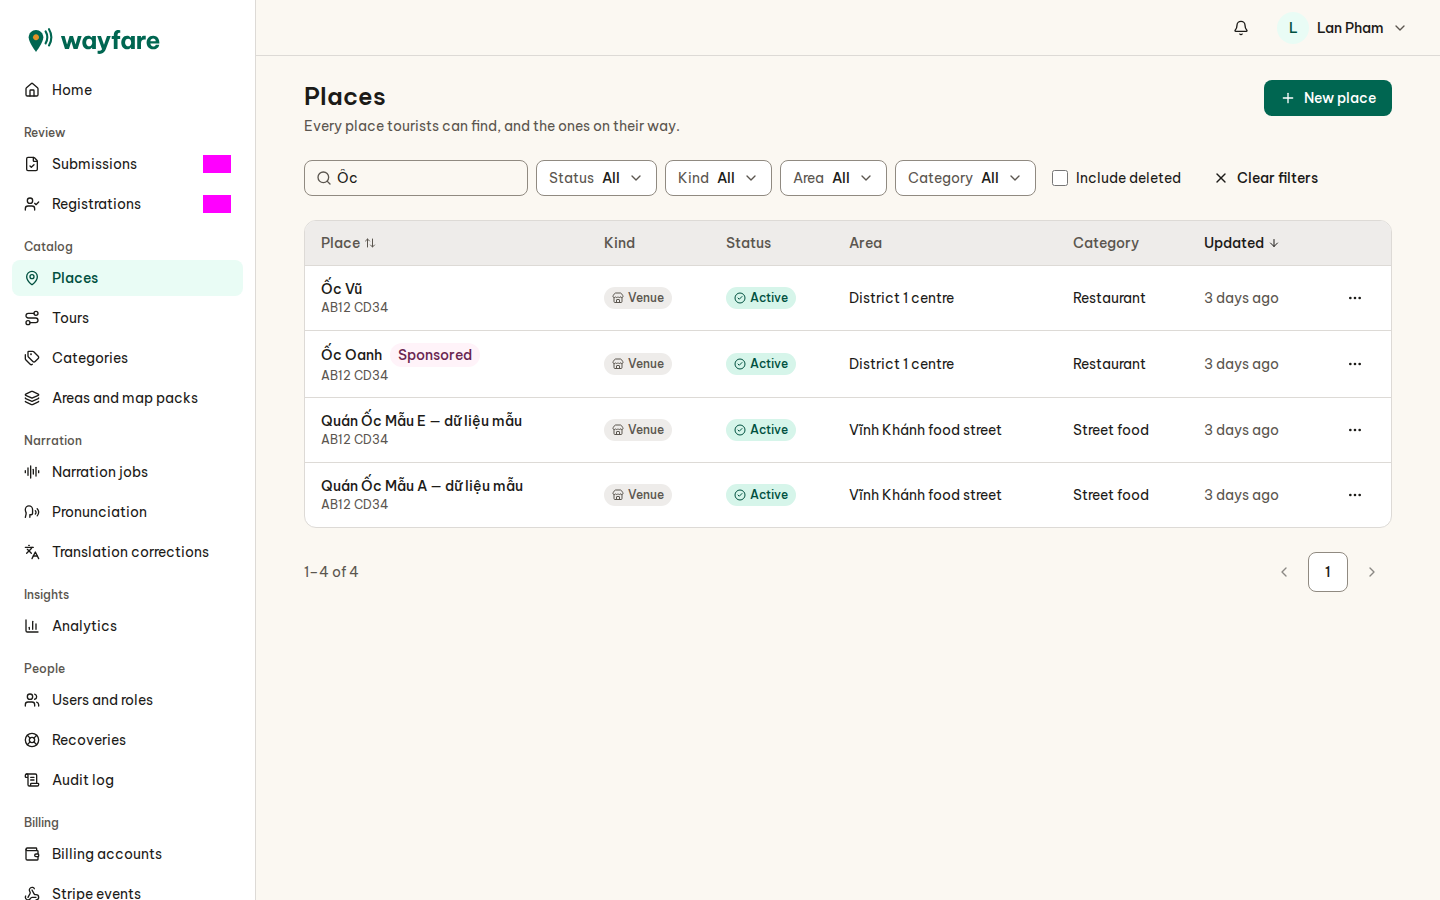 wayfare
Lan Pham
L
Home
Review
Submissions
Registrations
Catalog
Places
Tours
Categories
Areas and map packs
Narration
Narration jobs
Pronunciation
Translation corrections
Insights
Analytics
People
Users and roles
Recoveries
Audit log
Billing
Billing accounts
Stripe events
Places
Every place tourists can find, and the ones on their way.
New place
Ốc
Status All
Kind All
Area All
Category All
Include deleted
Clear filters
Place Kind Status Area Category Updated
Ốc Vũ
AB12 CD34
Venue Active District 1 centre Restaurant 3 days ago
Ốc Oanh Sponsored
AB12 CD34
Venue Active District 1 centre Restaurant 3 days ago
Quán Ốc Mẫu E – dữ liệu mẫu
AB12 CD34
Venue Active Vĩnh Khánh food street Street food 3 days ago
Quán Ốc Mẫu A – dữ liệu mẫu
AB12 CD34
Venue Active Vĩnh Khánh food street Street food 3 days ago
1–4 of 4
1